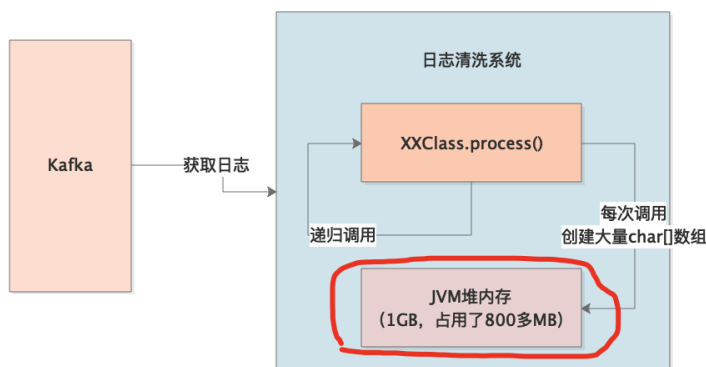 日志清洗系统
XXClass.process()
Kafka
获取日志
每次调用
创建大量char[]数组
递归调用
JVM堆内存
（1GB，占用了800多MB）